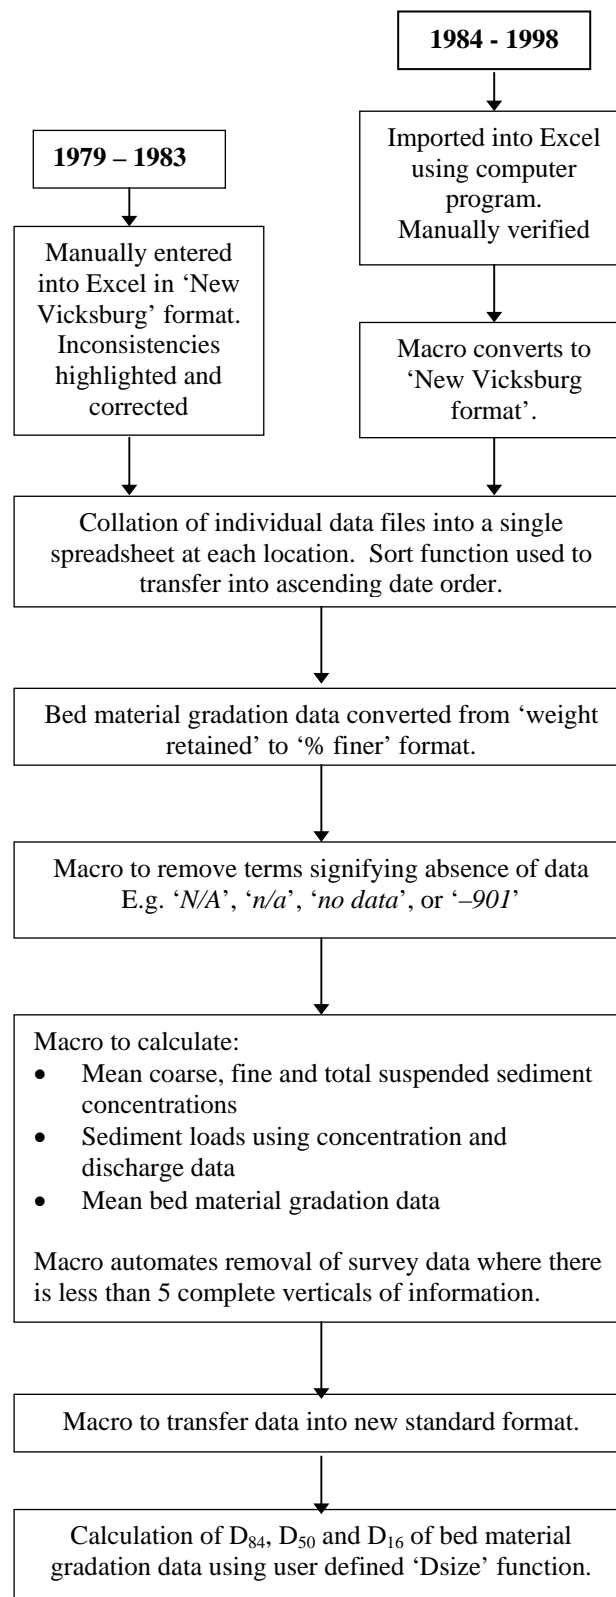 1984 - 1998
Imported into Excel
using computer
program.
Manually verified
1979 – 1983
Manually entered
into Excel in ‘New
Vicksburg’ format.
Inconsistencies
highlighted and
corrected
Macro converts to
‘New Vicksburg
format’.
Collation of individual data files into a single
spreadsheet at each location.  Sort function used to
transfer into ascending date order.
Bed material gradation data converted from ‘weight
retained’ to ‘% finer’ format.
Macro to remove terms signifying absence of data
E.g. ‘N/A’, ‘n/a’, ‘no data’, or ‘–901’
Macro to calculate:
• Mean coarse, fine and total suspended sediment
concentrations
• Sediment loads using concentration and
discharge data
• Mean bed material gradation data
Macro automates removal of survey data where there
is less than 5 complete verticals of information.
Macro to transfer data into new standard format.
Calculation of D84, D50 and D16 of bed material
gradation data using user defined ‘Dsize’ function.